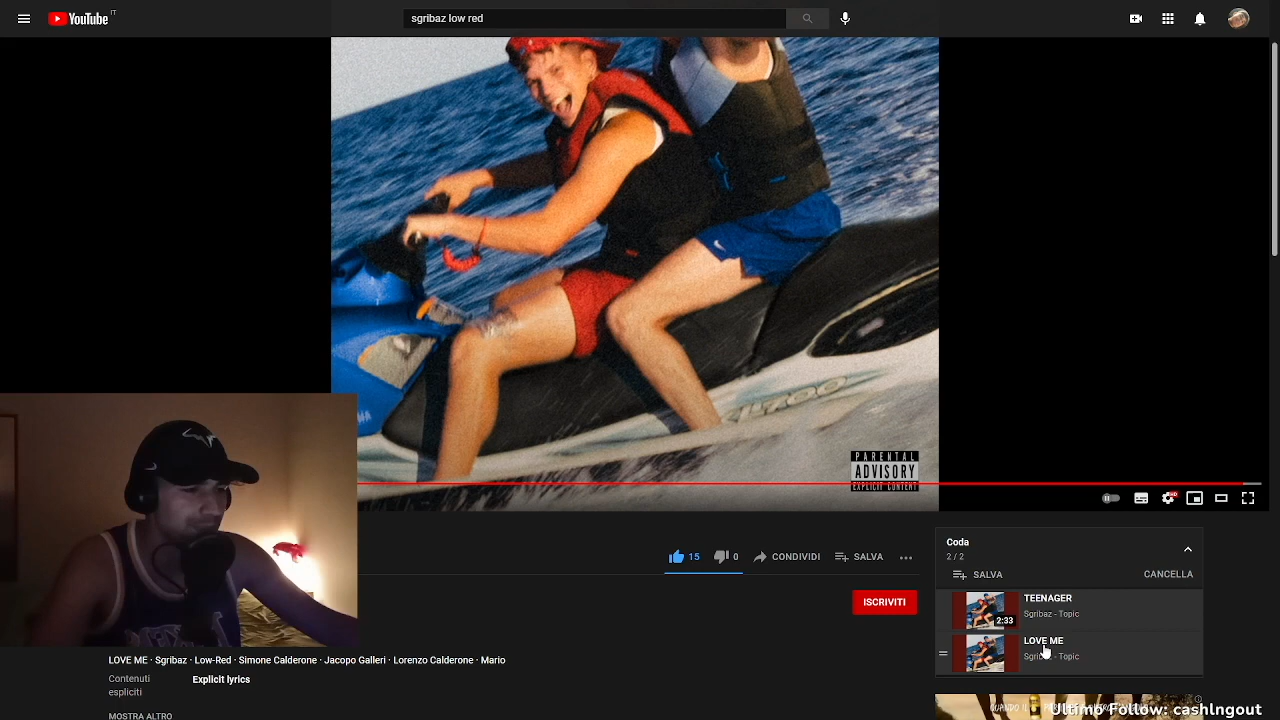 YouTube IT
sgribaz low red
PARENTAL
ADVISORY
EXPLICIT CONTENT
15
0
CONDIVIDI
SALVA
Coda
2 / 2
SALVA
CANCELLA
ISCRIVITI
TEENAGER
Sgribaz - Topic
2:33
LOVE ME
Sgribaz - Topic
LOVE ME · Sgribaz · Low-Red · Simone Calderone · Jacopo Galleri · Lorenzo Calderone · Mario
Contenuti
espliciti
Explicit lyrics
MOSTRA ALTRO
Ultimo Follow: cashlngout